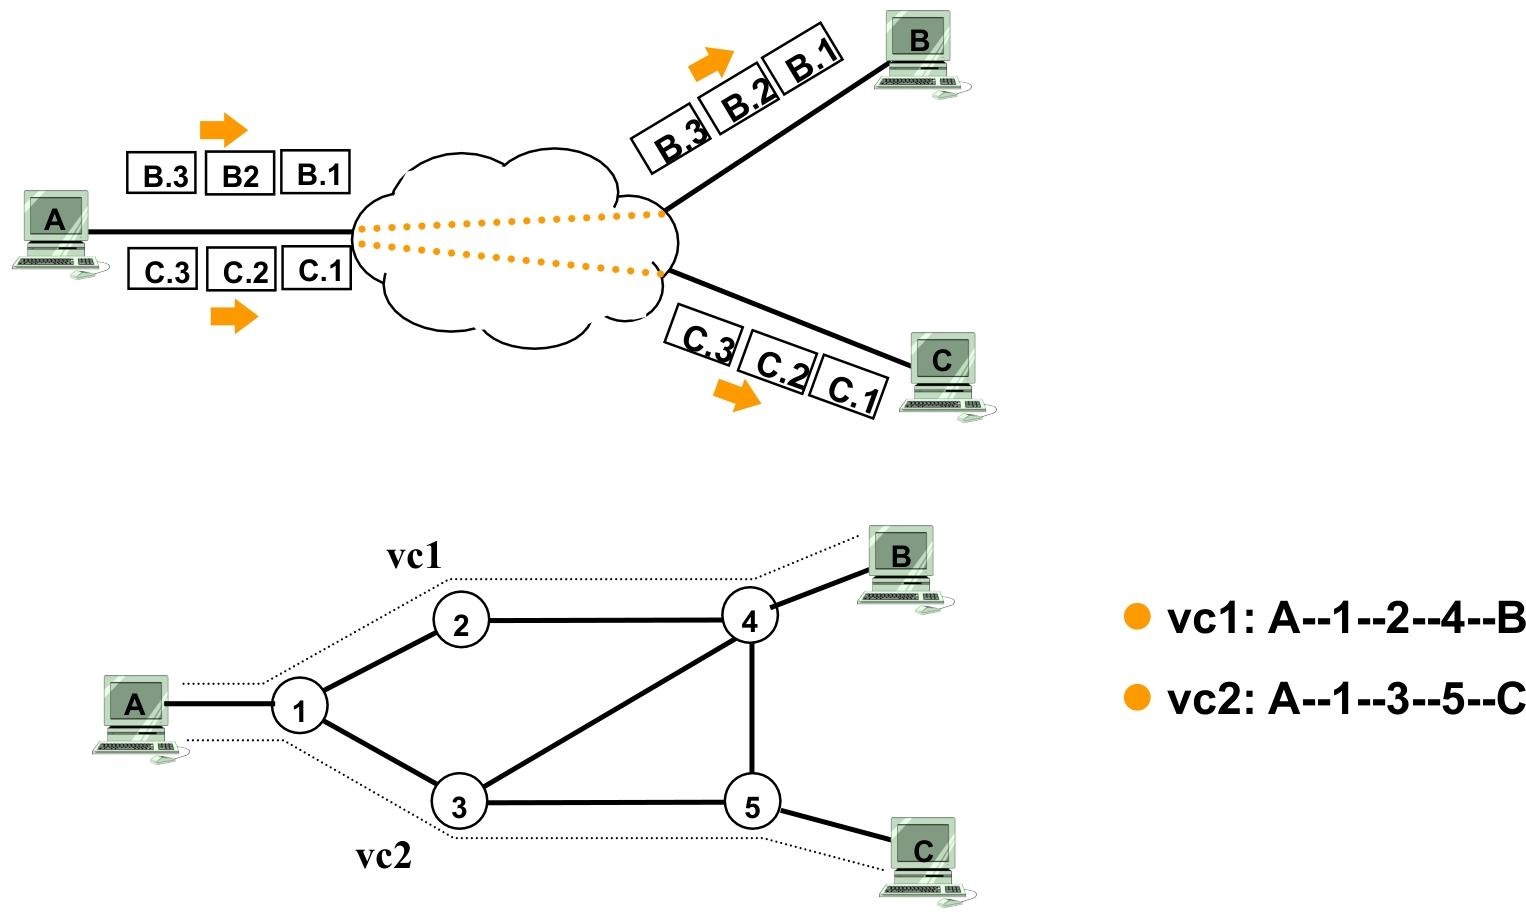 B
B.1
B.2
B.3
B.3 B2 B.1
A
C.3 C.2 C.1
C.3
C.2
C.1
C
vc1
B
2
4
vc1: A--1--2--4--B
A
1
vc2: A--1--3--5--C
3
5
vc2
C